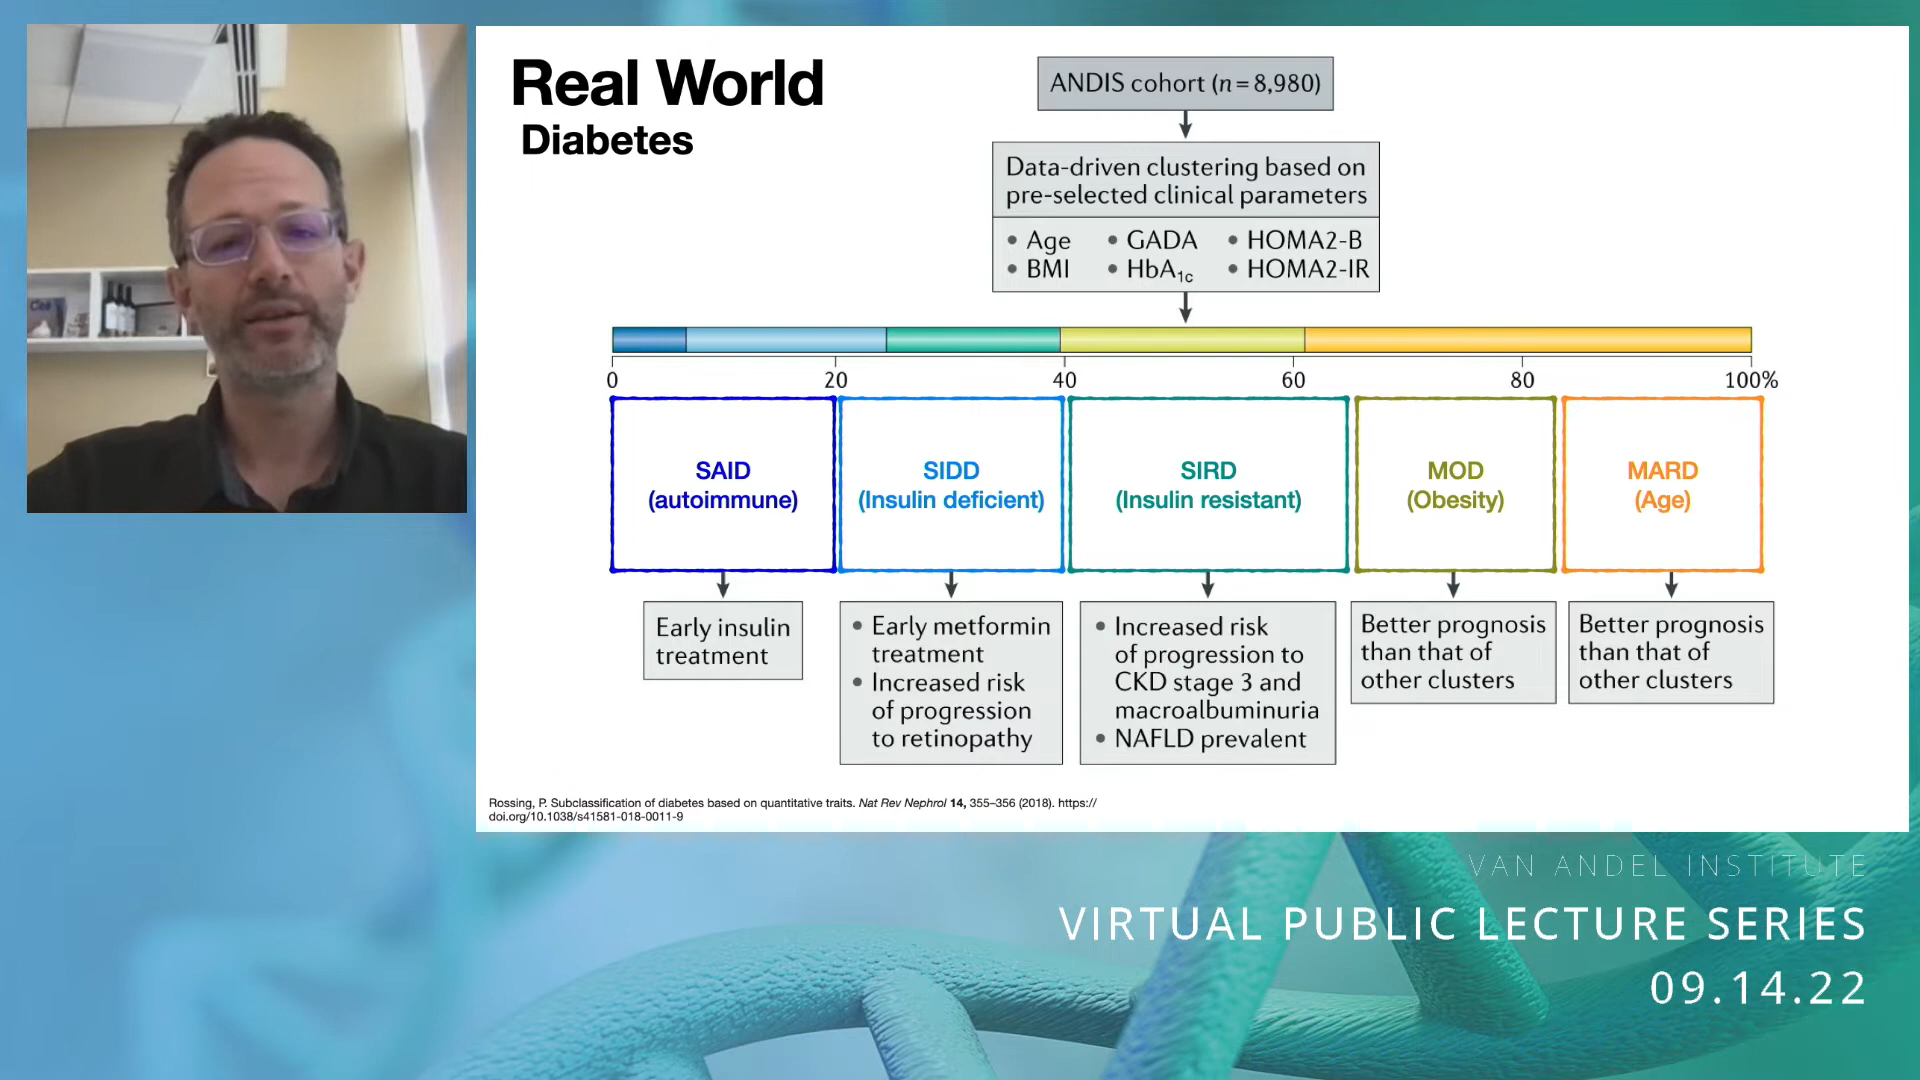 Real World
Diabetes
ANDIS cohort (n = 8,980)
Data-driven clustering based on
pre-selected clinical parameters
• Age • GADA • HOMA2-B
• BMI • HbA1c • HOMA2-IR
0 20 40 60 80 100%
SAID
(autoimmune)
SIDD
(Insulin deficient)
SIRD
(Insulin resistant)
MOD
(Obesity)
MARD
(Age)
Early insulin
treatment
• Early metformin
treatment
• Increased risk
of progression
to retinopathy
• Increased risk
of progression to
CKD stage 3 and
macroalbuminuria
• NAFLD prevalent
Better prognosis
than that of
other clusters
Better prognosis
than that of
other clusters
Rossing, P. Subclassification of diabetes based on quantitative traits. Nat Rev Nephrol 14, 355–356 (2018). https://
doi.org/10.1038/s41581-018-0011-9
VAN ANDEL INSTITUTE
VIRTUAL PUBLIC LECTURE SERIES
09.14.22